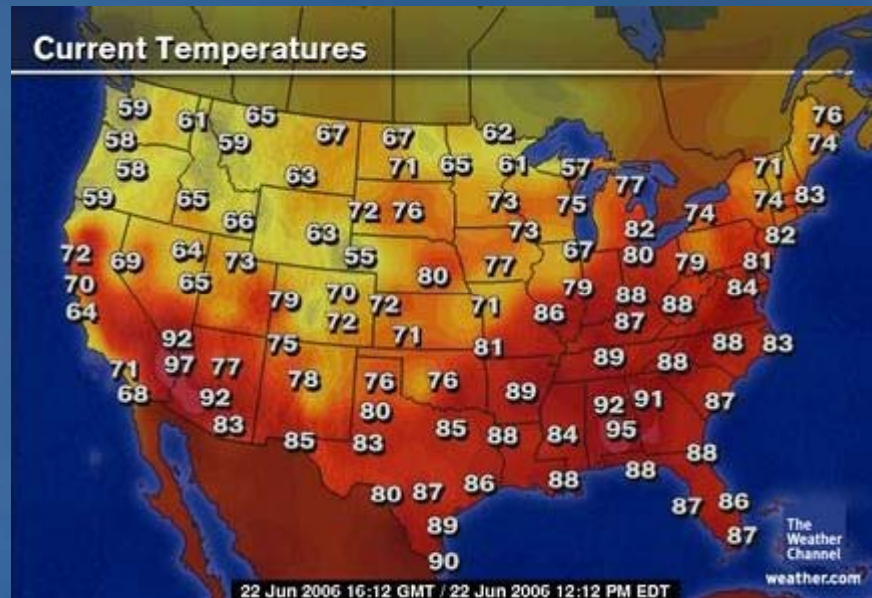 Current Temperatures
59 65 76
61 67 67 62
58 59 74
58 63 71 65 61 57 71
77
59 65 72 76 73 75 74 74 83
66
63 73 82 82
72 69 64 73 55 67 80 79 81
77
70 65 80
79 70 72 71 79 88 88 84
64 72 86 87
92 75 71 81 88 83
71 97 77 89 88
68 92 78 76 76 89 92 91 87
83 80 95
85 83 85 88 84 88
88 88
80 87 86 87 86
89 87
90
The
Weather
Channel
weather.com
22 Jun 2006 16:12 GMT / 22 Jun 2006 12:12 PM EDT